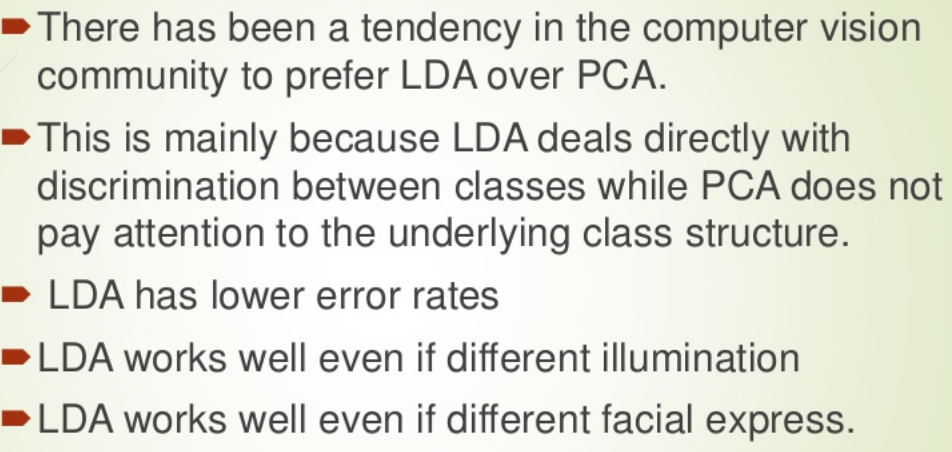 There has been a tendency in the computer vision
community to prefer LDA over PCA.
This is mainly because LDA deals directly with
discrimination between classes while PCA does not
pay attention to the underlying class structure.
LDA has lower error rates
LDA works well even if different illumination
LDA works well even if different facial express.